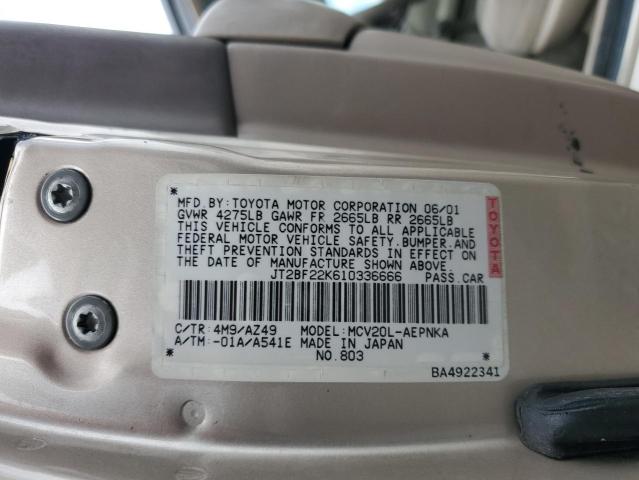 MFD. BY: TOYOTA MOTOR CORPORATION 06/01
GVWR 4275LB GAWR FR 2665LB RR 2665LB
THIS VEHICLE CONFORMS TO ALL APPLICABLE
FEDERAL MOTOR VEHICLE SAFETY, BUMPER, AND
THEFT PREVENTION STANDARDS IN EFFECT ON
THE DATE OF MANUFACTURE SHOWN ABOVE.
JT2BF22K610336666 PASS. CAR
TOYOTA
C/TR: 4M9/AZ49 MODEL: MCV20L-AEPNKA
A/TM: -01A/A541E MADE IN JAPAN
NO. 803
BA4922341